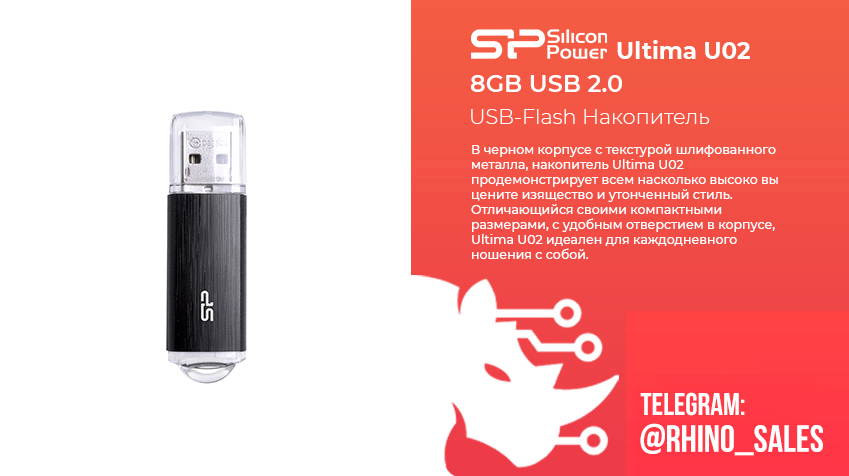 SP Silicon Power Ultima U02
8GB USB 2.0
USB-Flash Накопитель
В черном корпусе с текстурой шлифованного
металла, накопитель Ultima U02
продемонстрирует всем насколько высоко вы
цените изящество и утонченный стиль.
Отличающийся своими компактными
размерами, с удобным отверстием в корпусе,
Ultima U02 идеален для каждодневного
ношения с собой.
SP
TELEGRAM:
@RHINO_SALES